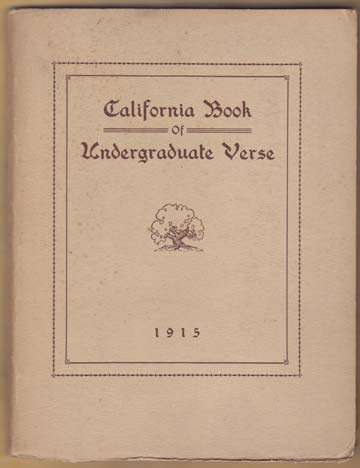 California Book
Of
Undergraduate Verse
1915